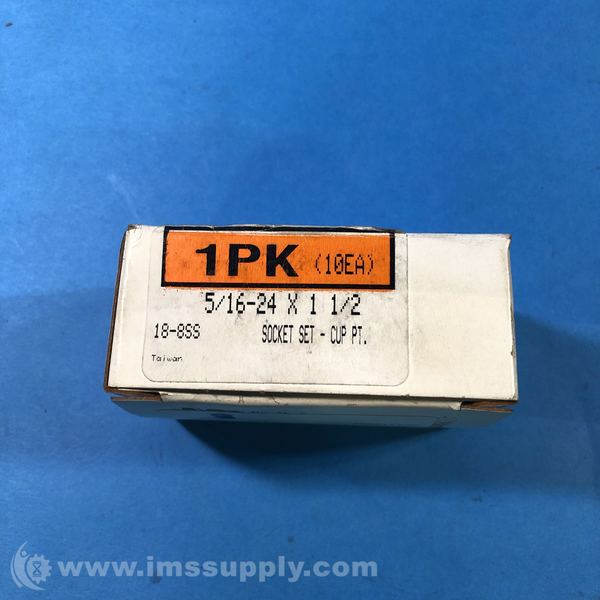 1PK (10EA)
5/16-24 X 1 1/2
18-8SS SOCKET SET - CUP PT.
Taiwan
www.imssupply.com